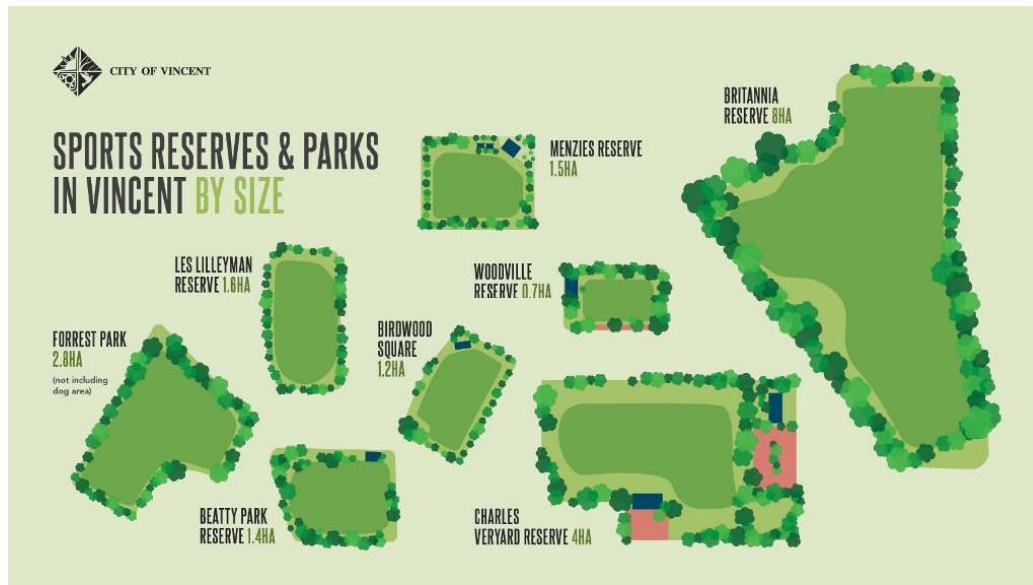 CITY OF VINCENT
SPORTS RESERVES & PARKS
IN VINCENT BY SIZE
BRITANNIA
RESERVE 8HA
MENZIES RESERVE
1.5HA
LES LILLEYMAN
RESERVE 1.6HA
WOODVILLE
RESERVE 0.7HA
FORREST PARK
2.8HA
(not including
dog area)
BIRDWOOD
SQUARE
1.2HA
BEATTY PARK
RESERVE 1.4HA
CHARLES
VERYARD RESERVE 4HA